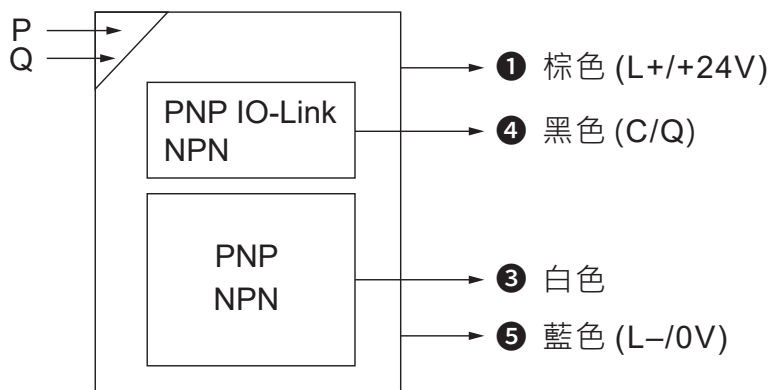 P
Q
❶ 棕色 (L+/+24V)
PNP IO-Link
NPN
❹ 黑色 (C/Q)
PNP
NPN
❸ 白色
❺ 藍色 (L–/0V)